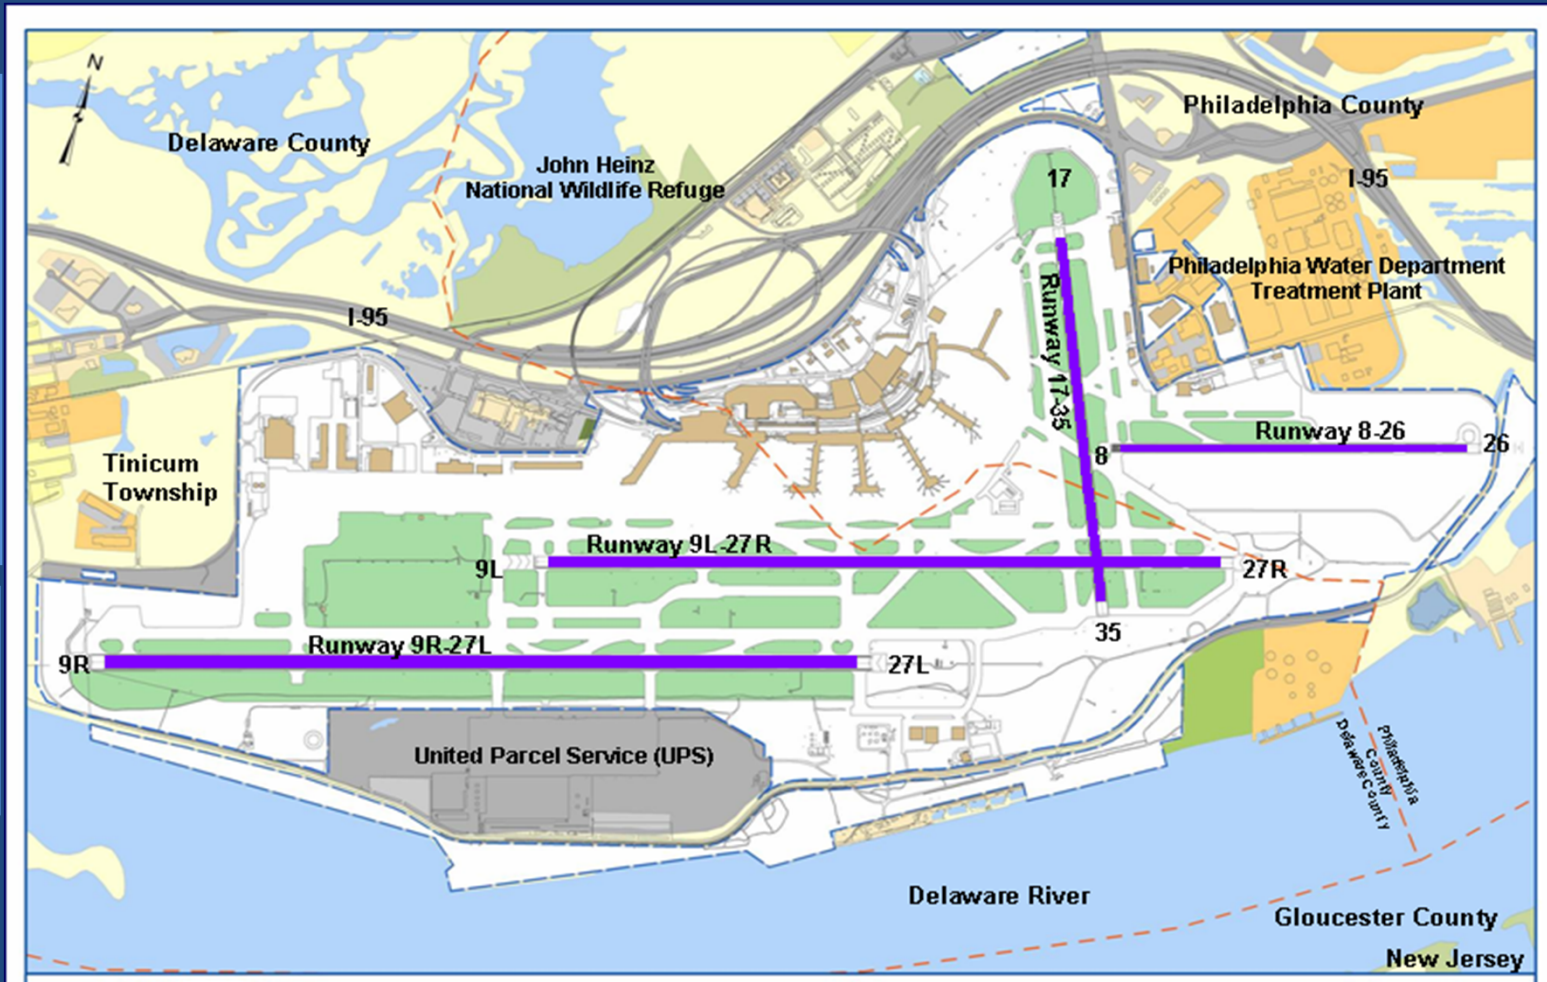 N
Delaware County
John Heinz
National Wildlife Refuge
Philadelphia County
17
I-95
Philadelphia Water Department
Treatment Plant
I-95
Runway 17-35
Runway 8-26
8
26
Tinicum
Township
Runway 9L-27R
9L
27R
35
Runway 9R-27L
9R
27L
United Parcel Service (UPS)
Philadelphia
County
Delaware County
Delaware River
Gloucester County
New Jersey